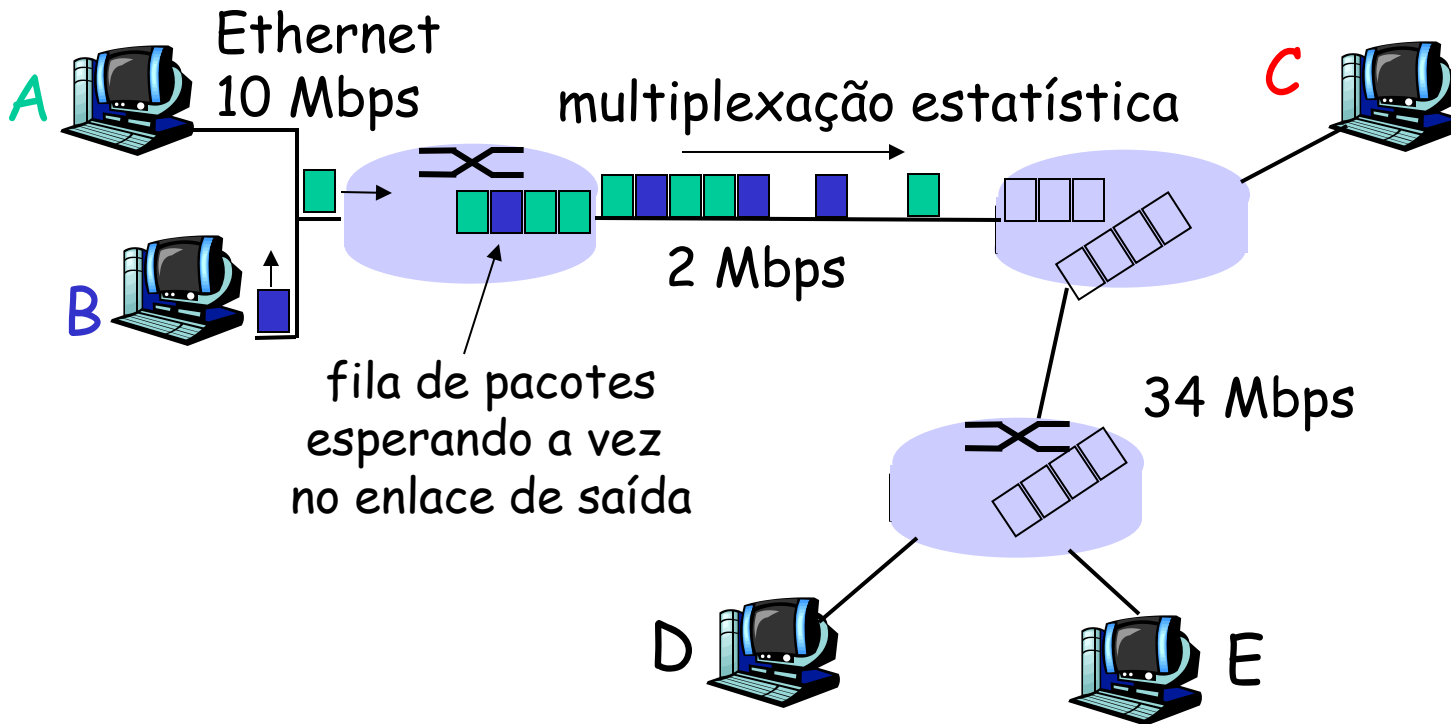 Ethernet
10 Mbps
A
multiplexação estatística
C
B
2 Mbps
fila de pacotes
esperando a vez
no enlace de saída
34 Mbps
D
E